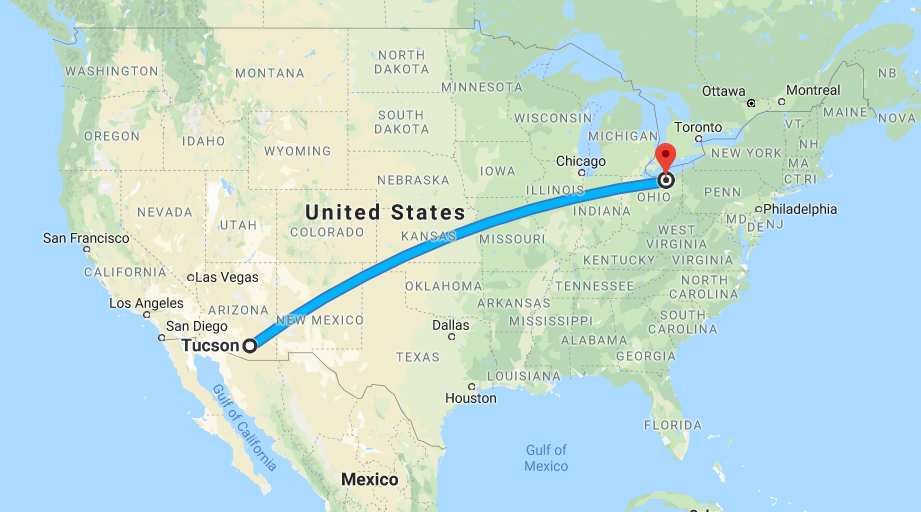 NORTH
DAKOTA
WASHINGTON
MONTANA
MINNESOTA
NB
Ottawa
Montreal
MAINE
NOVA
SOUTH
DAKOTA
WISCONSIN
VT
OREGON
IDAHO
MICHIGAN
Toronto
NH
WYOMING
Chicago
NEW YORK
MA
IOWA
CT RI
NEBRASKA
ILLINOIS
OHIO
PENN
NEVADA
United States
INDIANA
Philadelphia
UTAH
COLORADO
KANSAS
MISSOURI
MD
DE
NJ
San Francisco
WEST
VIRGINIA
CALIFORNIA
Las Vegas
KENTUCKY
VIRGINIA
OKLAHOMA
TENNESSEE
NORTH
CAROLINA
Los Angeles
ARIZONA
NEW MEXICO
ARKANSAS
San Diego
Dallas
MISSISSIPPI
SOUTH
CAROLINA
Tucson
ALABAMA
TEXAS
GEORGIA
LOUISIANA
Houston
Gulf of California
FLORIDA
Gulf of
Mexico
Mexico